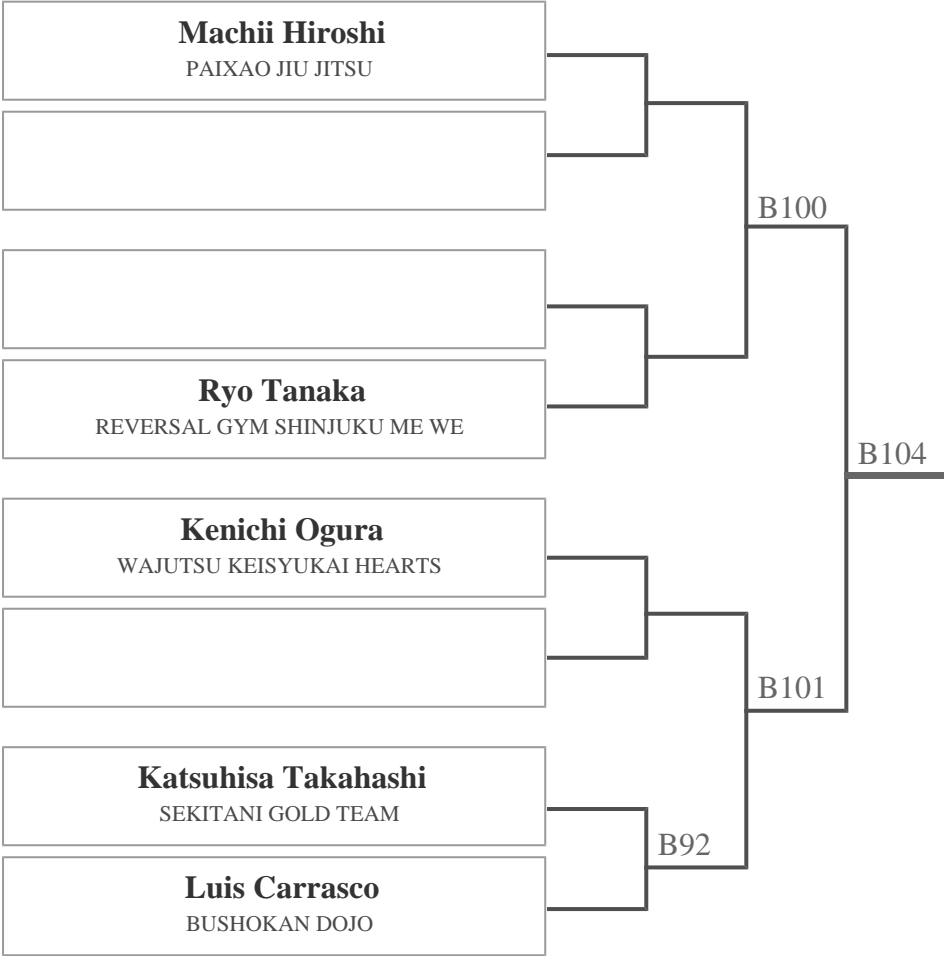 Machii Hiroshi
PAIXAO JIU JITSU
B100
Ryo Tanaka
REVERSAL GYM SHINJUKU ME WE
B104
Kenichi Ogura
WAJUTSU KEISYUKAI HEARTS
B101
Katsuhisa Takahashi
SEKITANI GOLD TEAM
B92
Luis Carrasco
BUSHOKAN DOJO